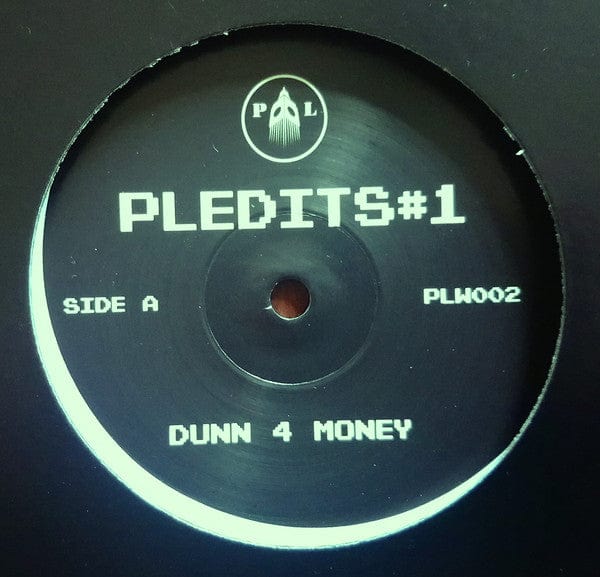 P L
PLEDITS#1
SIDE A
PLW002
DUNN 4 MONEY